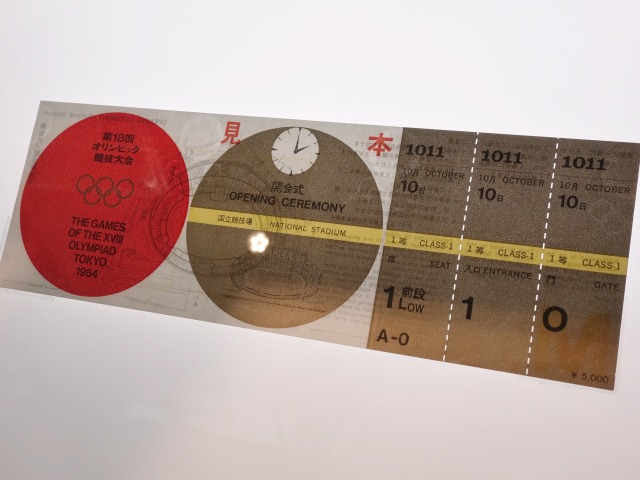 第18回
オリンピック
競技大会
THE GAMES
OF THE XVIII
OLYMPIAD
TOKYO
1964
見本
開会式
OPENING CEREMONY
国立競技場 NATIONAL STADIUM
1011
10月 OCTOBER
10日
1等 CLASS-1
席 SEAT
1 前段
LOW
A-0
1011
10月 OCTOBER
10日
1等 CLASS-1
入口 ENTRANCE
1
1011
10月 OCTOBER
10日
1等 CLASS-1
門 GATE
0
¥5,000